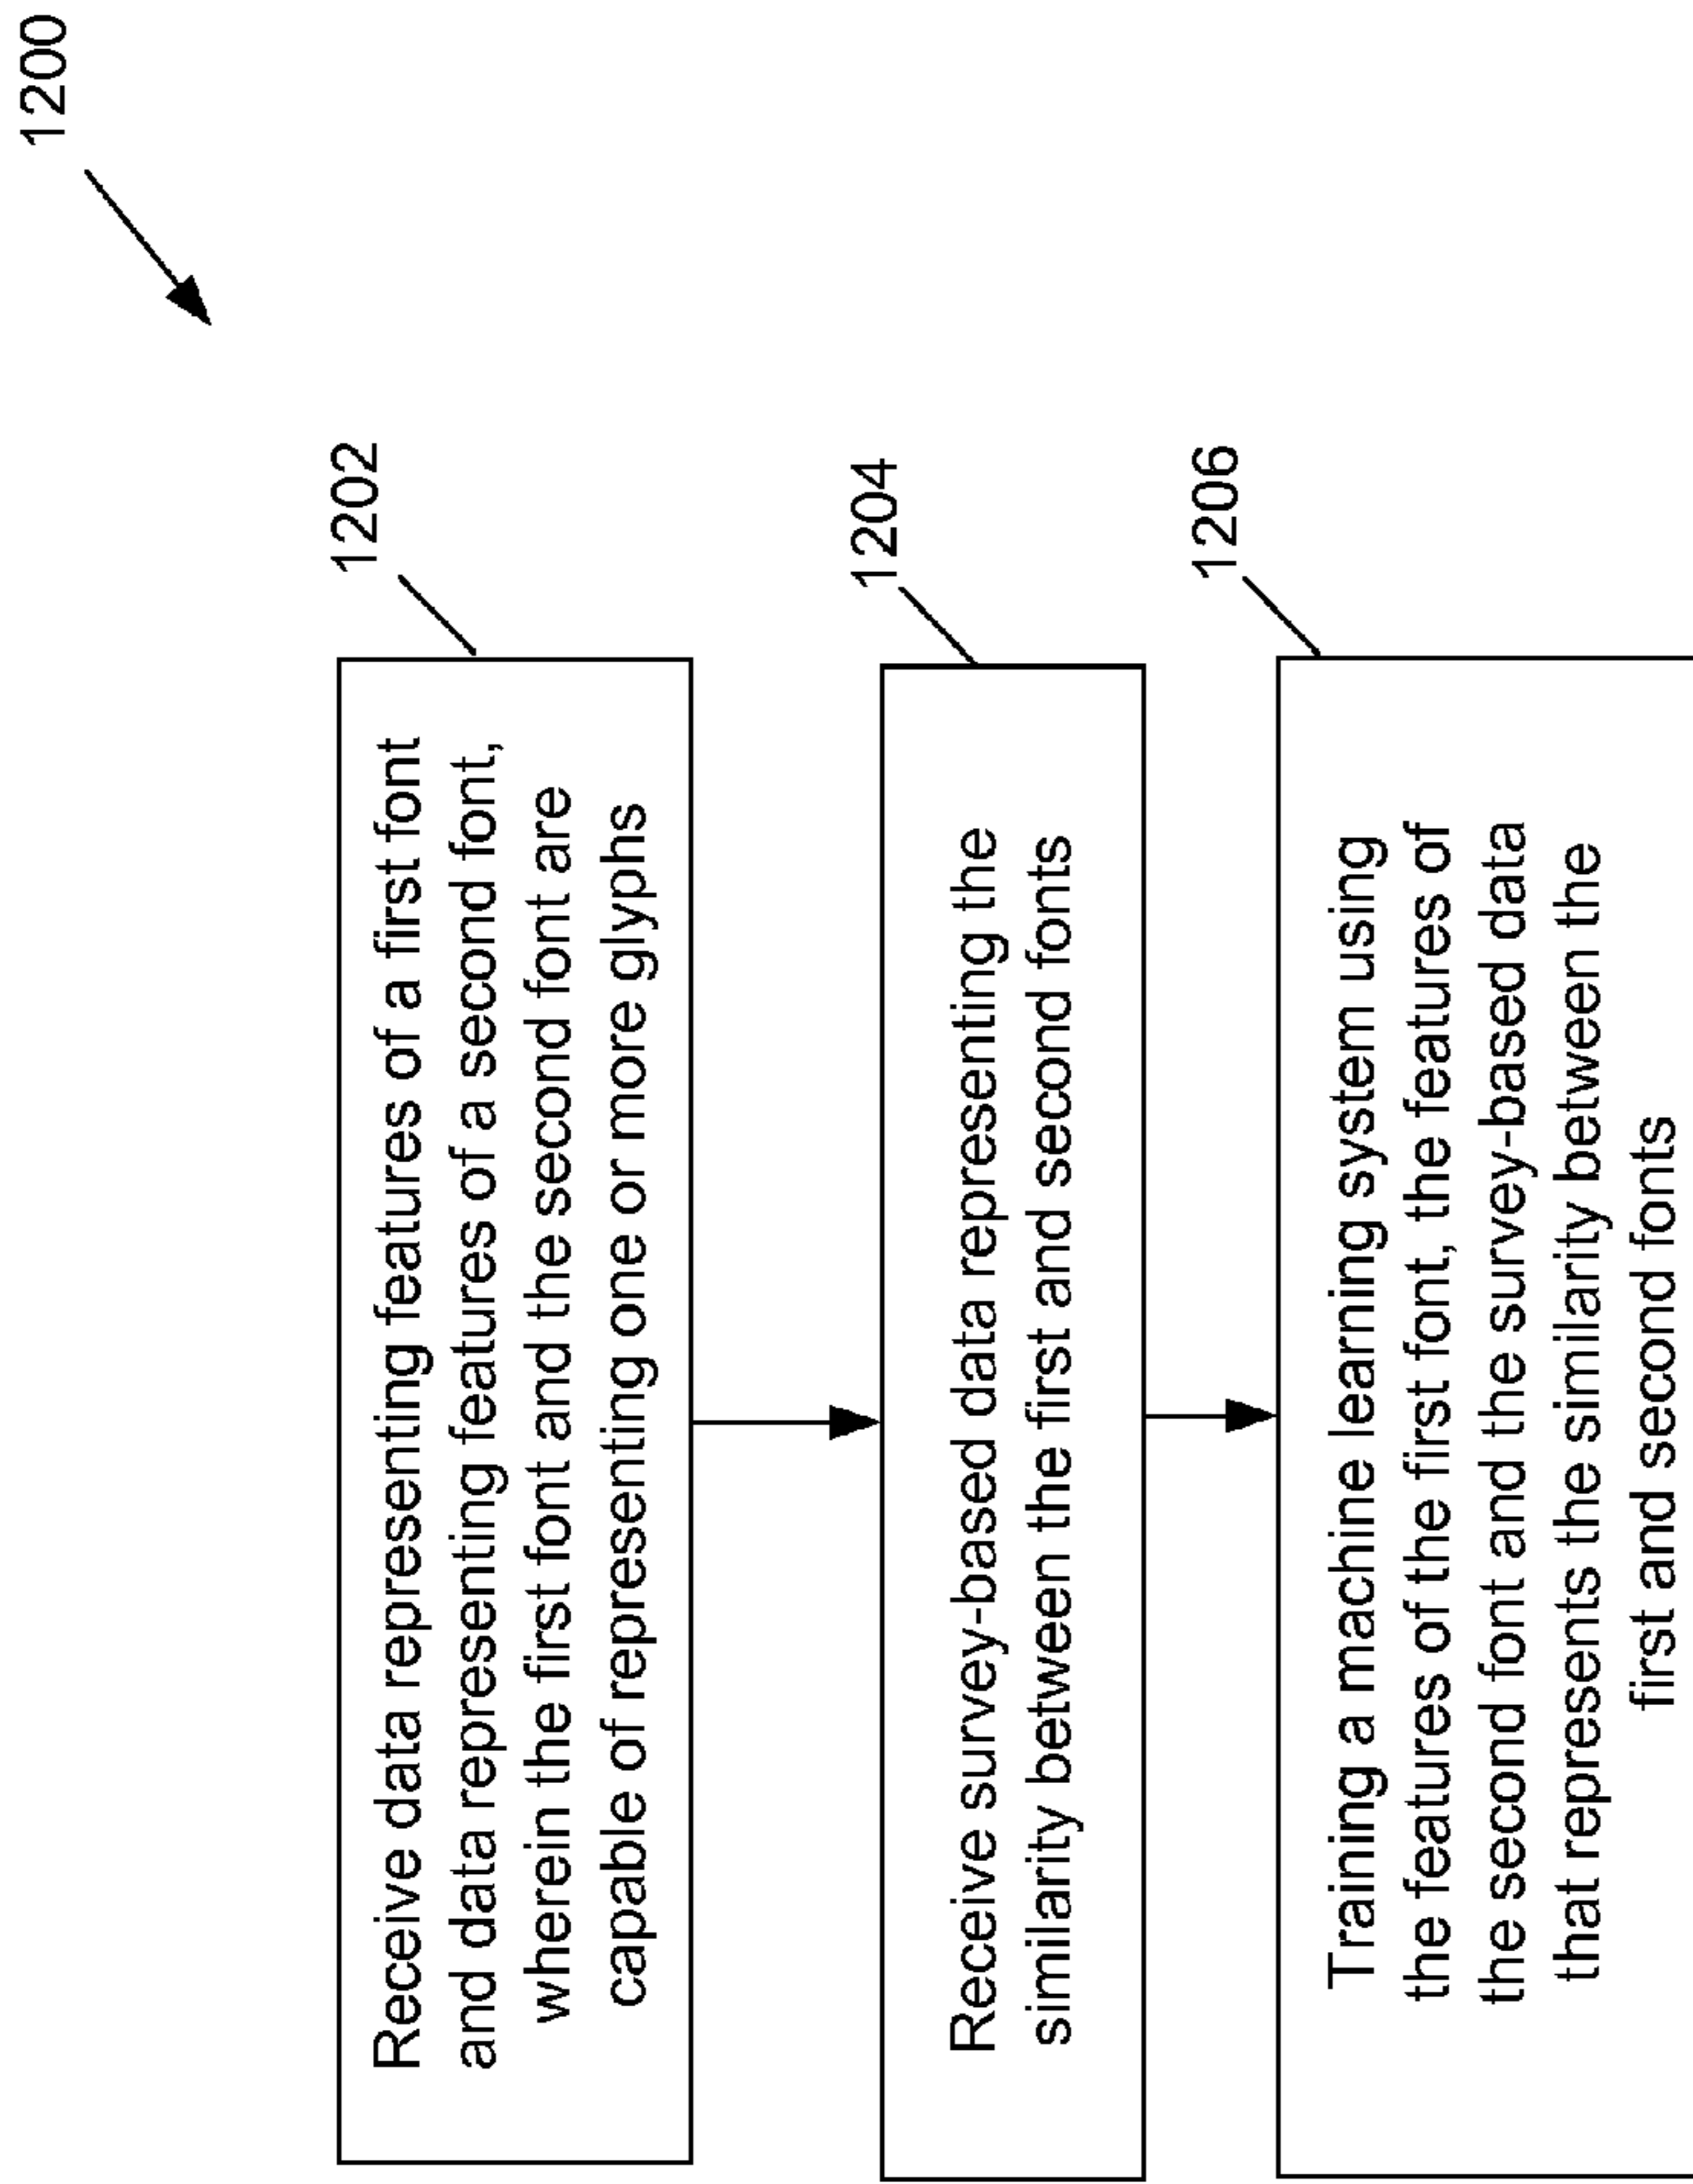 1200
1202
Receive data representing features of a first font
and data representing features of a second font,
wherein the first font and the second font are
capable of representing one or more glyphs
1204
Receive survey-based data representing the
similarity between the first and second fonts
1206
Training a machine learning system using
the features of the first font, the features of
the second font and the survey-based data
that represents the similarity between the
first and second fonts